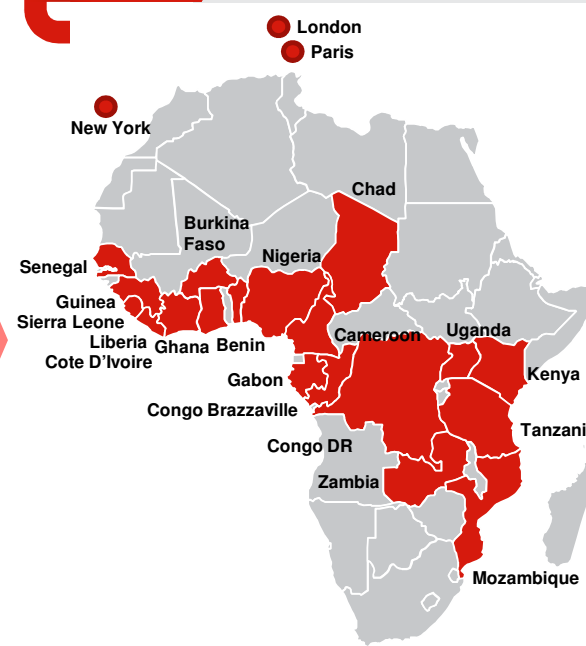 London
Paris
New York
Chad
Burkina
Faso
Nigeria
Senegal
Guinea
Sierra Leone
Liberia
Cote D'Ivoire
Ghana
Benin
Cameroon
Uganda
Gabon
Kenya
Congo Brazzaville
Tanzani
Congo DR
Zambia
Mozambique